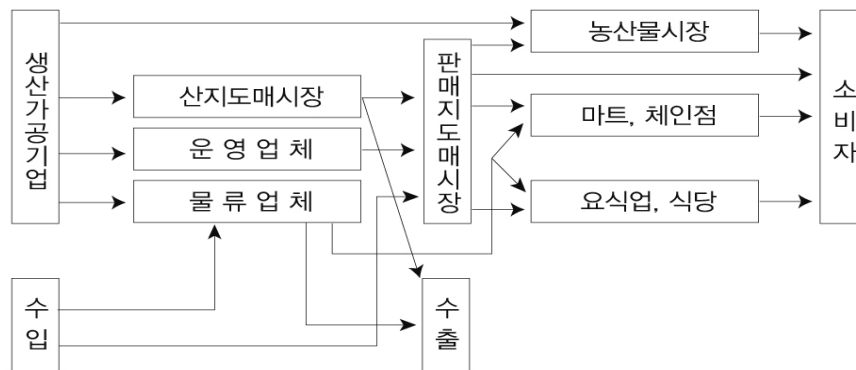 생산가공기업
산지도매시장
운영업체
물류업체
판매지도매시장
농산물시장
마트, 체인점
요식업, 식당
소비자
수입
수출